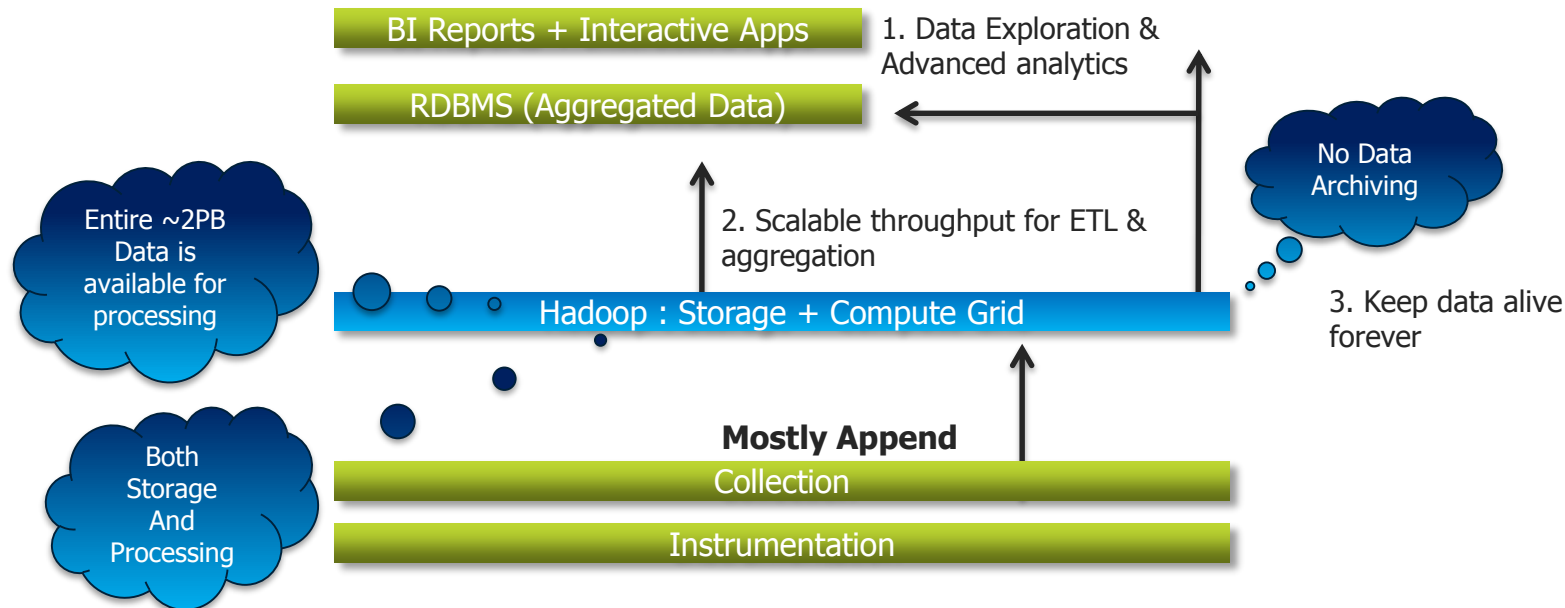 BI Reports + Interactive Apps
1. Data Exploration &
Advanced analytics
RDBMS (Aggregated Data)
No Data
Archiving
Entire ~2PB
Data is
available for
processing
2. Scalable throughput for ETL &
aggregation
Hadoop : Storage + Compute Grid
3. Keep data alive
forever
Mostly Append
Both
Storage
And
Processing
Collection
Instrumentation